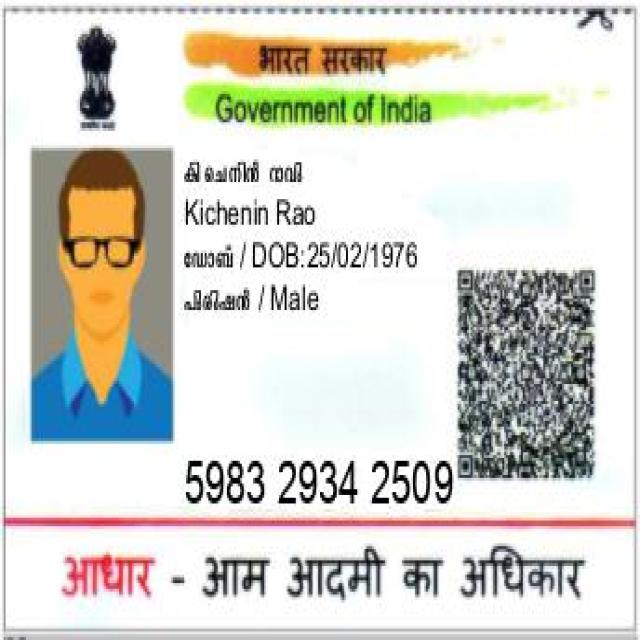 भारत सरकार
Government of India
കിചെനിൻ റാവി
Kichenin Rao
ഡോബ് / DOB:25/02/1976
പിരിഷൻ / Male
5983 2934 2509
आधार - आम आदमी का अधिकार